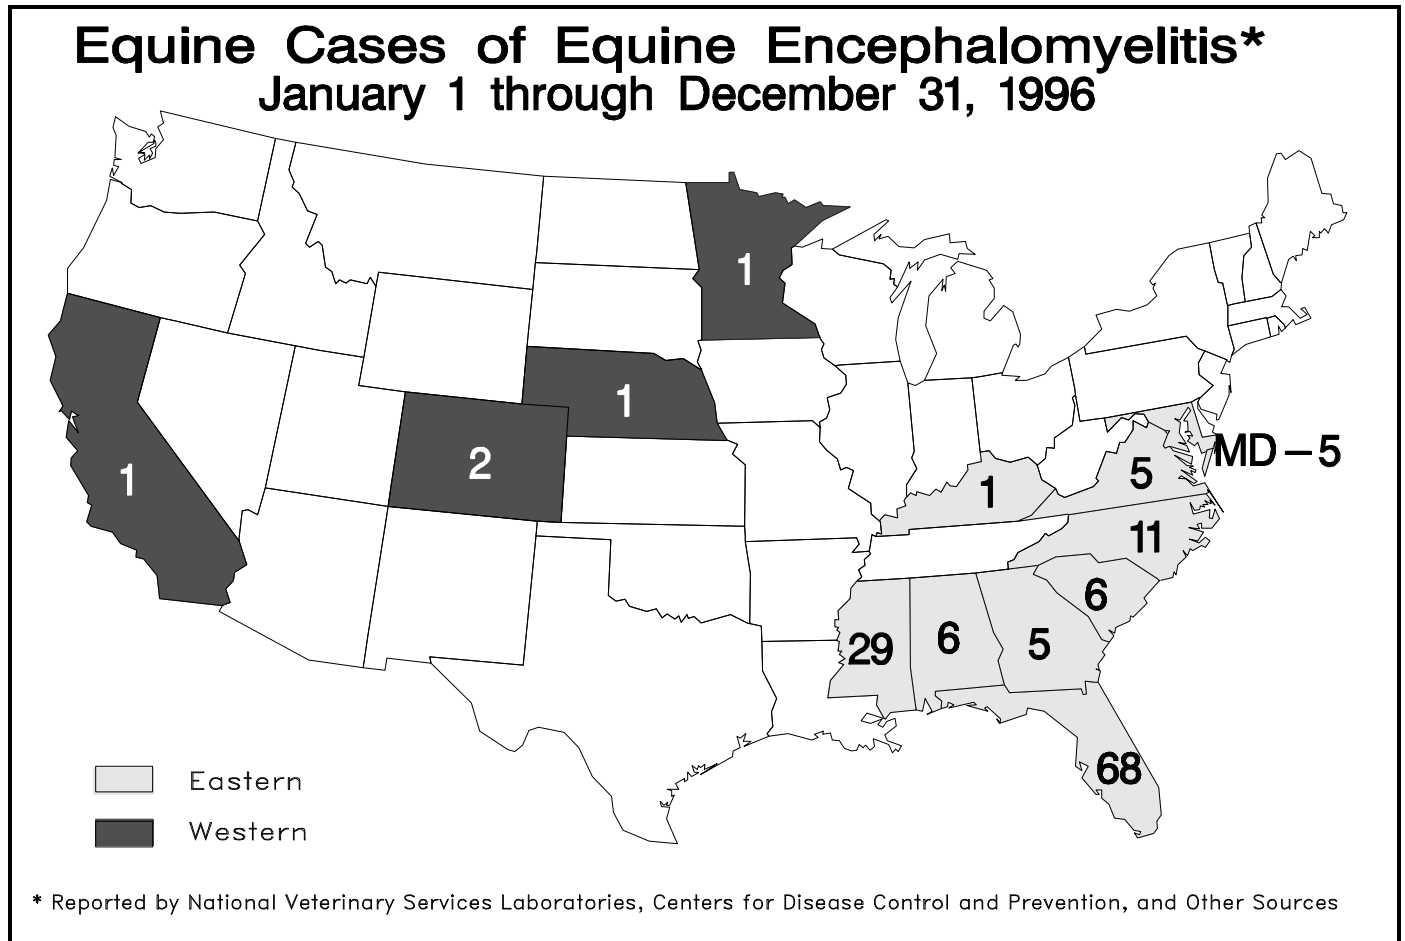 Equine Cases of Equine Encephalomyelitis*
January 1 through December 31, 1996
1
1
2
1
1
5
MD-5
11
6
29
6
5
68
Eastern
Western
* Reported by National Veterinary Services Laboratories, Centers for Disease Control and Prevention, and Other Sources